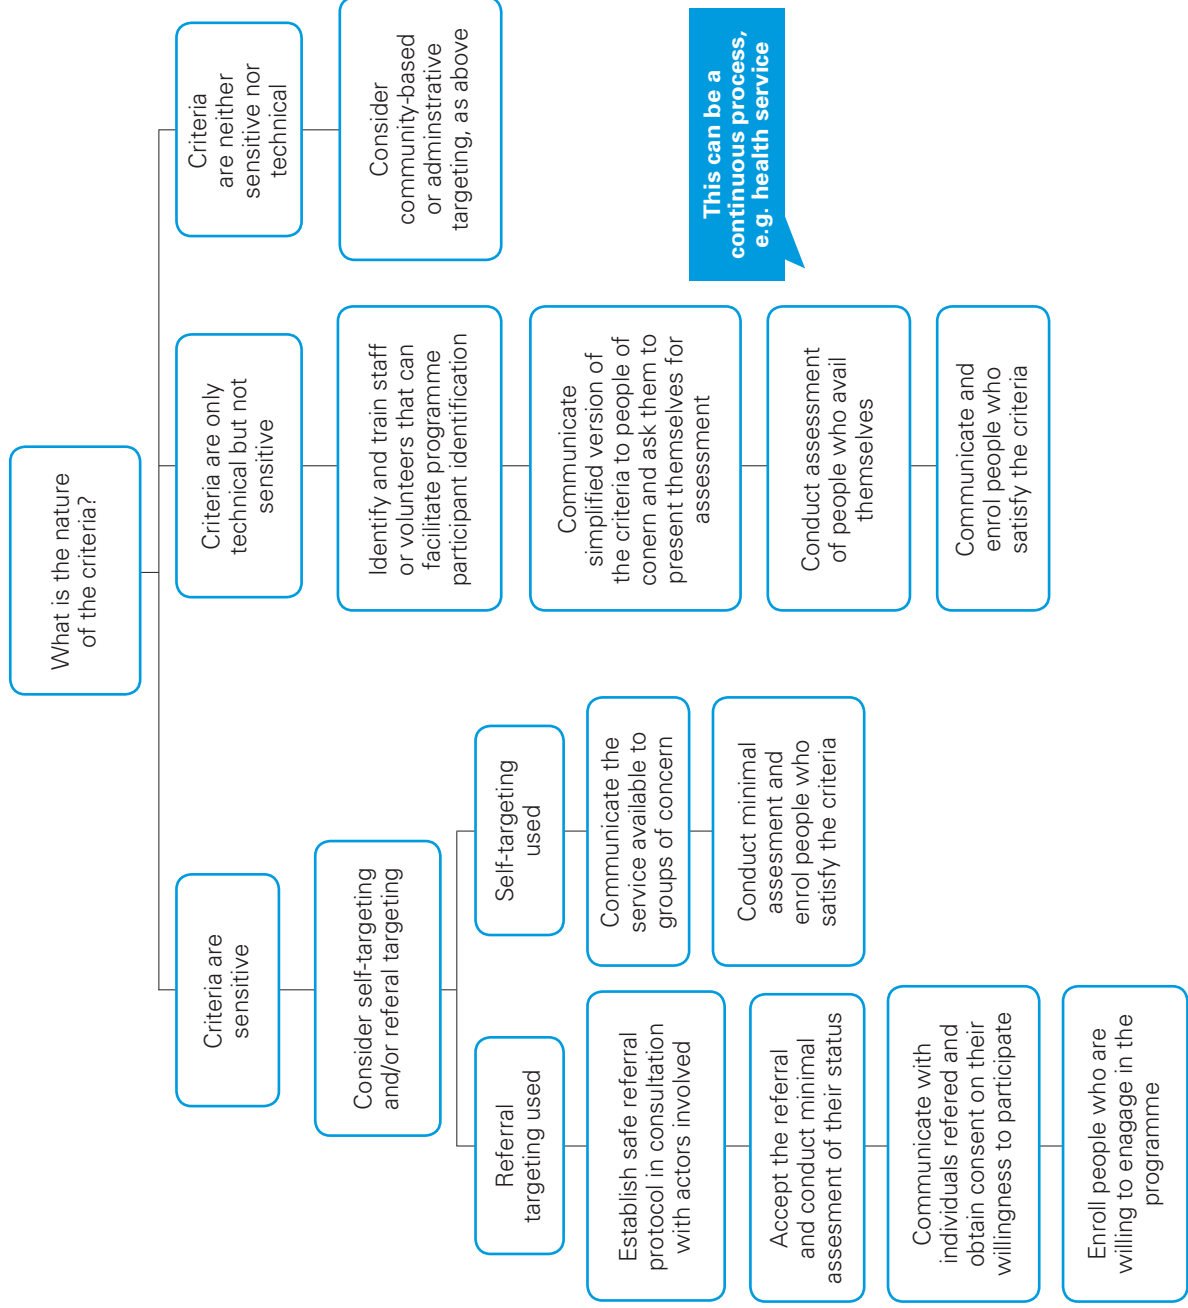 What is the nature
of the criteria?
Criteria are
sensitive
Consider self-targeting
and/or referal targeting
Referral
targeting used
Establish safe referral
protocol in consultation
with actors involved
Accept the referral
and conduct minimal
assesment of their status
Communicate with
individuals refered and
obtain consent on their
willingness to participate
Enroll people who are
willing to enagage in the
programme
Self-targeting
used
Communicate the
service available to
groups of concern
Conduct minimal
assessment and
enrol people who
satisfy the criteria
Criteria are only
technical but not
sensitive
Identify and train staff
or volunteers that can
facilitate programme
participant identification
Communicate
simplified version of
the criteria to people of
conern and ask them to
present themselves for
assessment
Conduct assessment
of people who avail
themselves
Communicate and
enrol people who
satisfy the criteria
This can be a
continuous process,
e.g. health service
Criteria
are neither
sensitive nor
technical
Consider
community-based
or adminstrative
targeting, as above